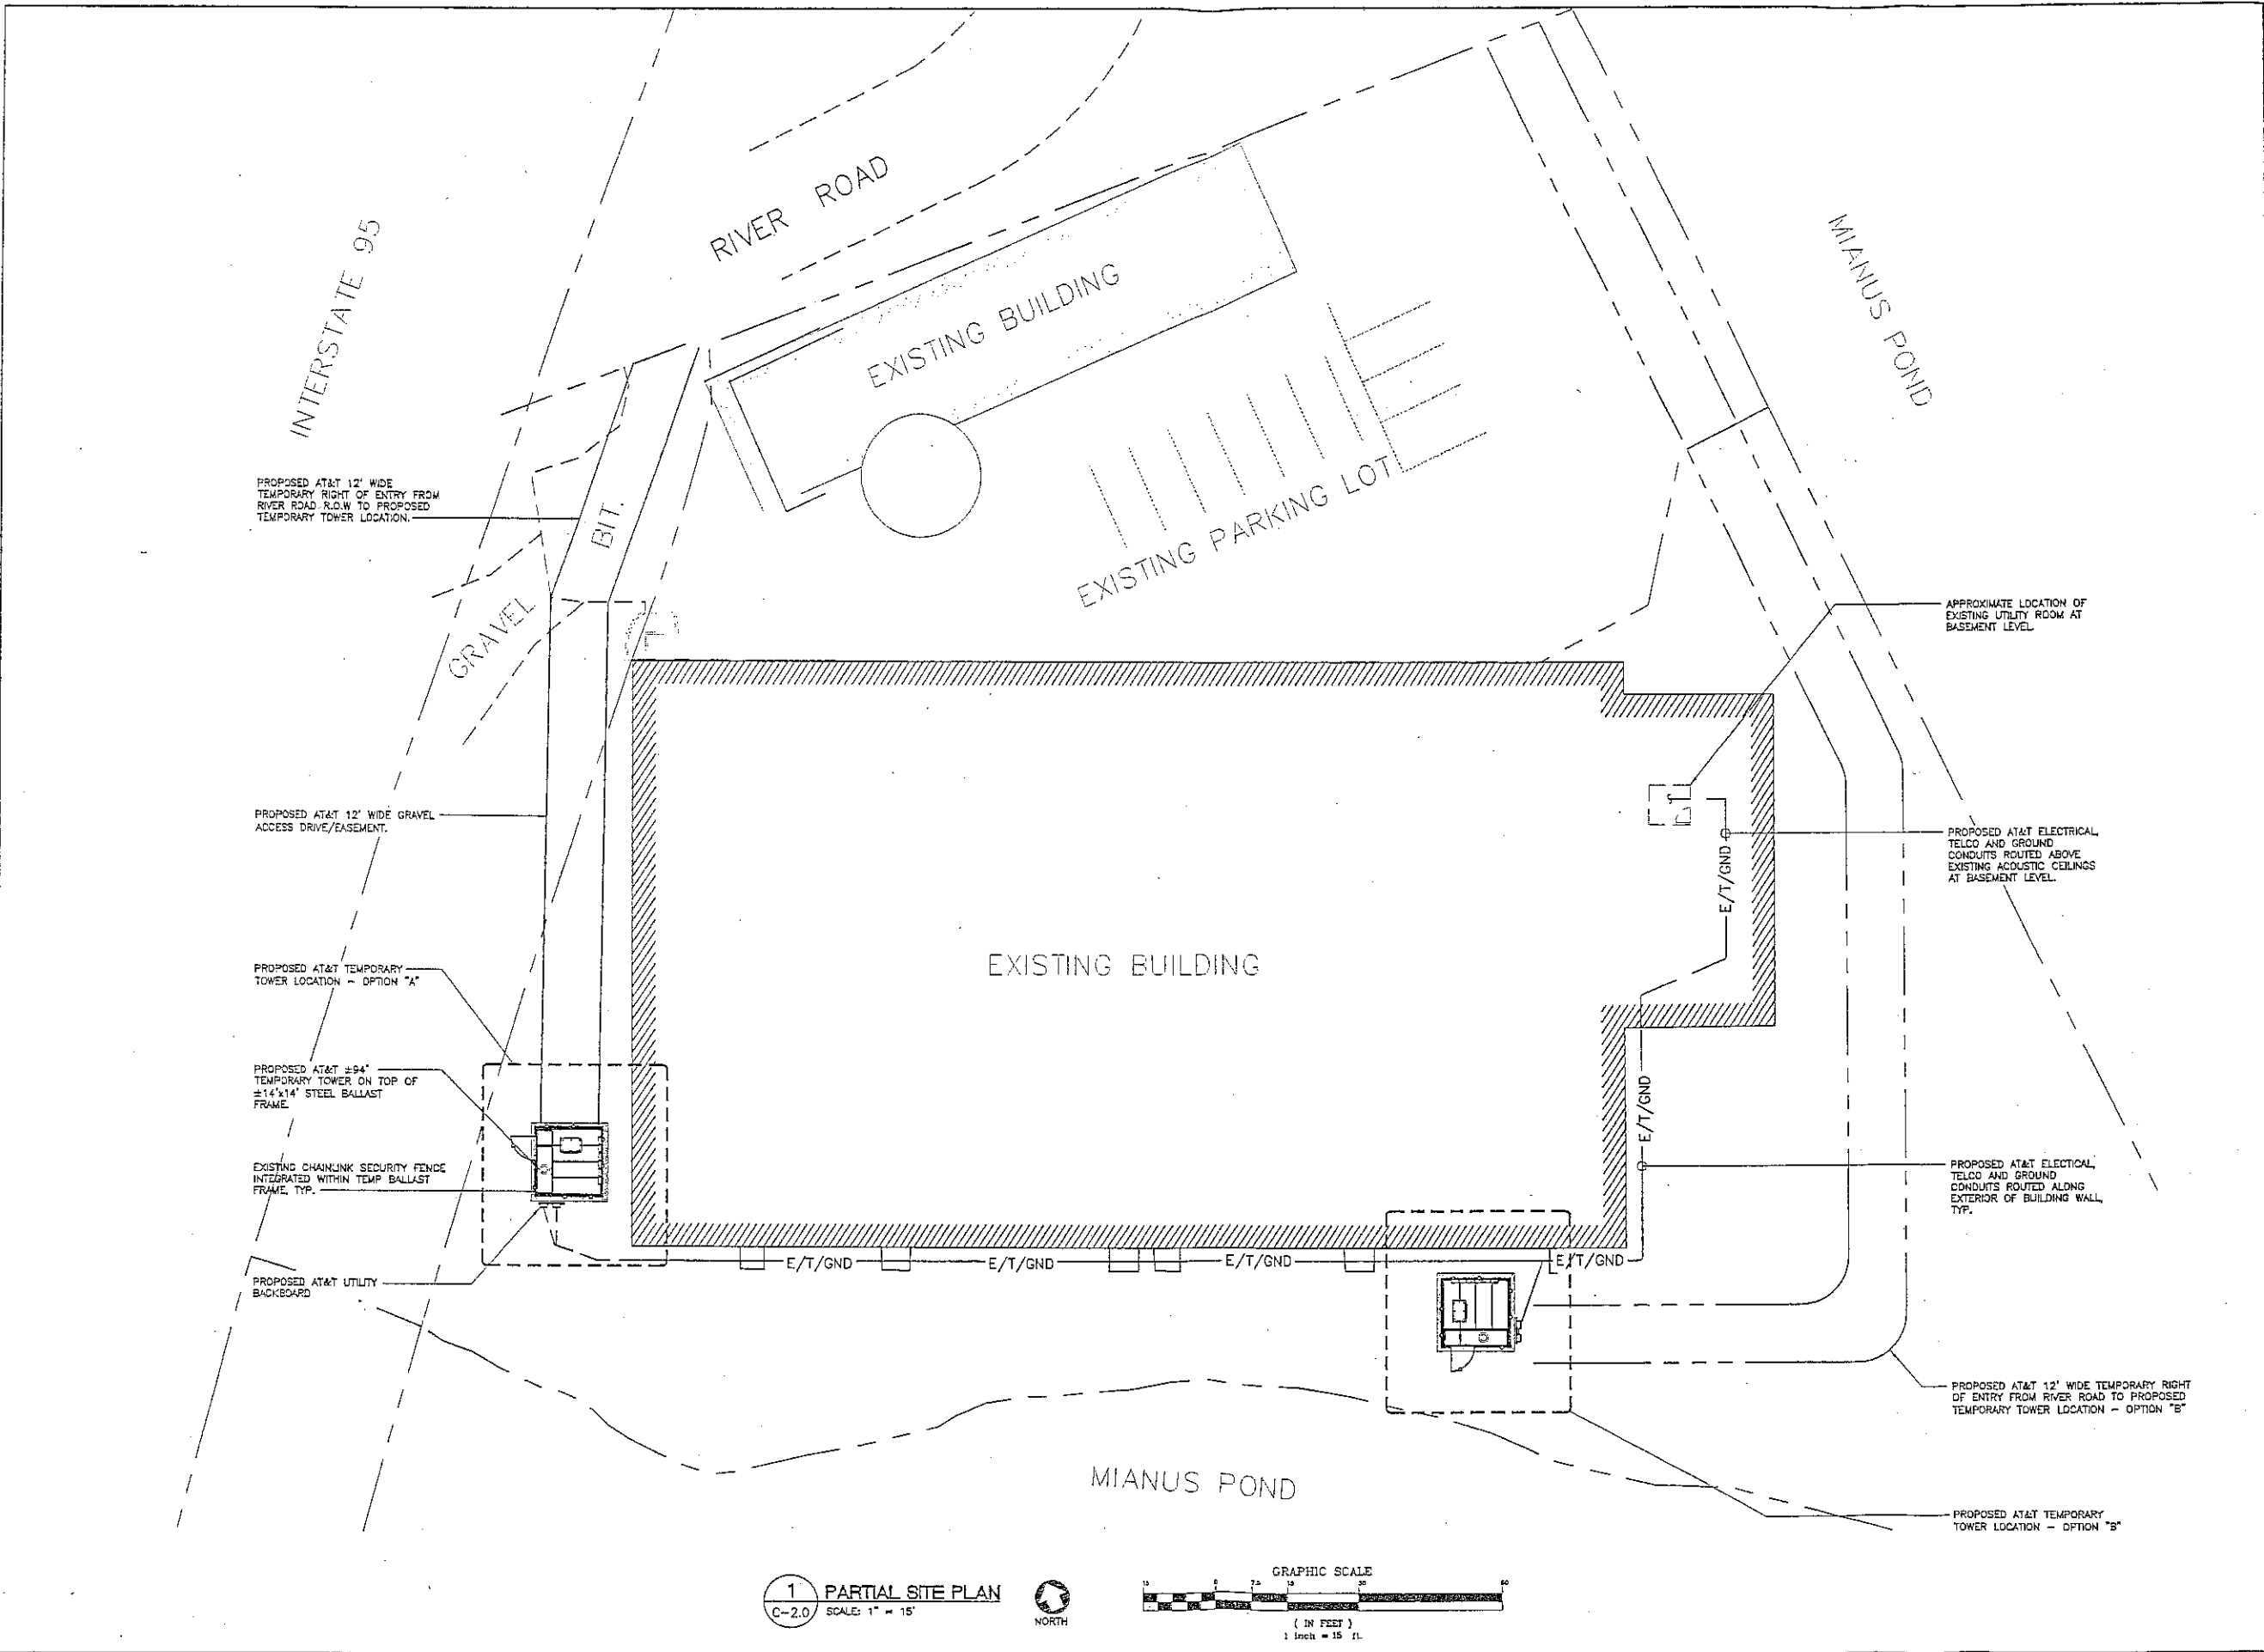 RIVER ROAD
INTERSTATE 95
MIANUS POND
EXISTING BUILDING
EXISTING PARKING LOT
BIT.
GRAVEL
PROPOSED AT&T 12' WIDE
TEMPORARY RIGHT OF ENTRY FROM
RIVER ROAD R.O.W TO PROPOSED
TEMPORARY TOWER LOCATION.
APPROXIMATE LOCATION OF
EXISTING UTILITY ROOM AT
BASEMENT LEVEL
PROPOSED AT&T 12' WIDE GRAVEL
ACCESS DRIVE/EASEMENT.
PROPOSED AT&T ELECTRICAL,
TELCO AND GROUND
CONDUITS ROUTED ABOVE
EXISTING ACOUSTIC CEILINGS
AT BASEMENT LEVEL.
E/T/GND
EXISTING BUILDING
PROPOSED AT&T TEMPORARY
TOWER LOCATION - OPTION "A"
PROPOSED AT&T ±94'
TEMPORARY TOWER ON TOP OF
±14'x14' STEEL BALLAST
FRAME.
E/T/GND
EXISTING CHAINLINK SECURITY FENCE
INTEGRATED WITHIN TEMP BALLAST
FRAME, TYP.
PROPOSED AT&T ELECTICAL,
TELCO AND GROUND
CONDUITS ROUTED ALONG
EXTERIOR OF BUILDING WALL,
TYP.
E/T/GND E/T/GND E/T/GND E/T/GND
PROPOSED AT&T UTILITY
BACKBOARD
PROPOSED AT&T 12' WIDE TEMPORARY RIGHT
OF ENTRY FROM RIVER ROAD TO PROPOSED
TEMPORARY TOWER LOCATION - OPTION "B"
MIANUS POND
PROPOSED AT&T TEMPORARY
TOWER LOCATION - OPTION "B"
1
C-2.0
PARTIAL SITE PLAN
SCALE: 1" = 15'
NORTH
GRAPHIC SCALE
15 0 7.5 15 30 60
( IN FEET )
1 inch = 15 ft.